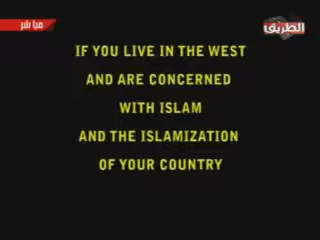 مباشر
الطريق
IF YOU LIVE IN THE WEST
AND ARE CONCERNED
WITH ISLAM
AND THE ISLAMIZATION
OF YOUR COUNTRY